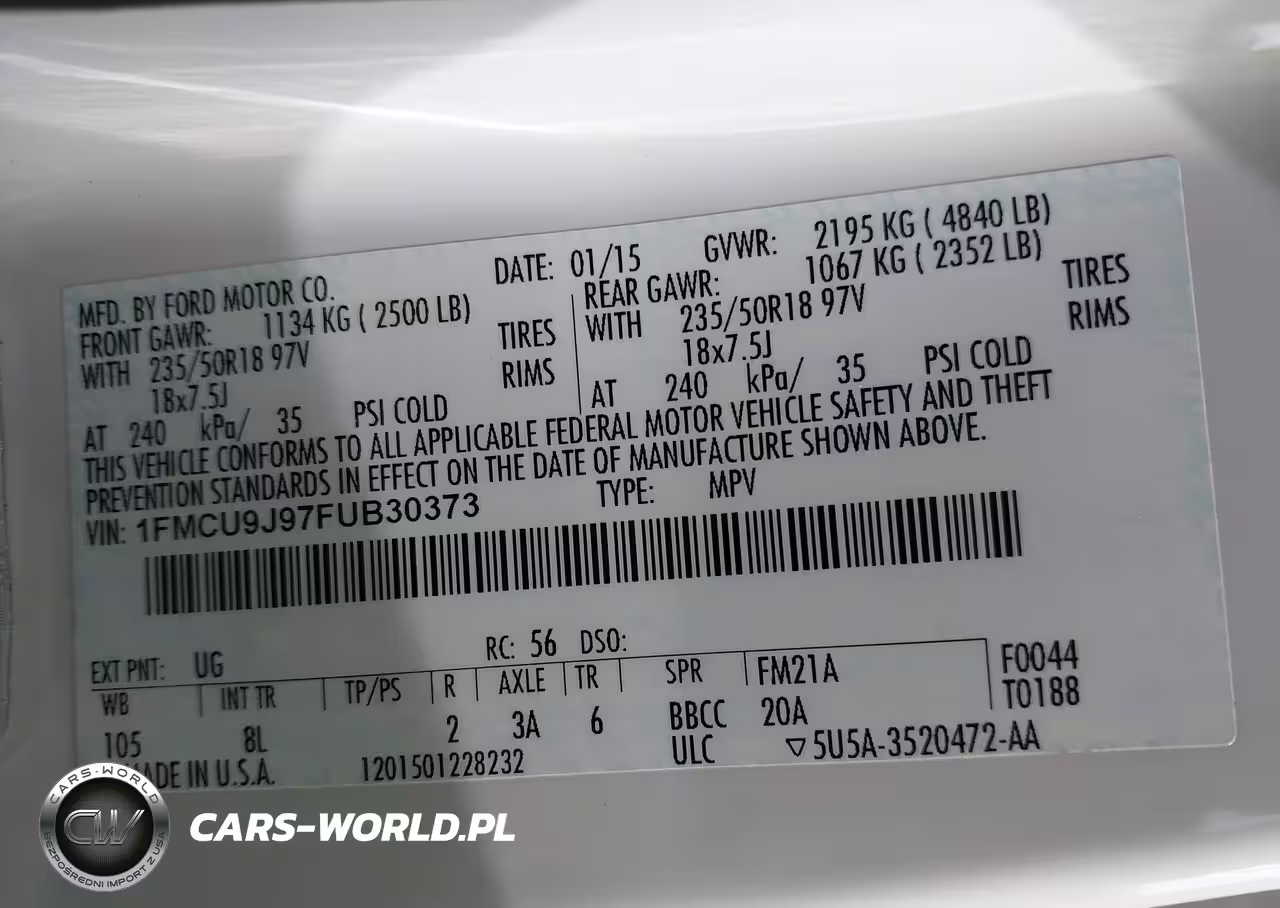 MFD. BY FORD MOTOR CO. DATE: 01/15 GVWR: 2195 KG ( 4840 LB)
FRONT GAWR: 1134 KG ( 2500 LB) REAR GAWR: 1067 KG ( 2352 LB)
WITH 235/50R18 97V TIRES WITH 235/50R18 97V TIRES
18x7.5J RIMS 18x7.5J RIMS
AT 240 kPa/ 35 PSI COLD AT 240 kPa/ 35 PSI COLD
THIS VEHICLE CONFORMS TO ALL APPLICABLE FEDERAL MOTOR VEHICLE SAFETY AND THEFT
PREVENTION STANDARDS IN EFFECT ON THE DATE OF MANUFACTURE SHOWN ABOVE.
VIN: 1FMCU9J97FUB30373 TYPE: MPV
EXT PNT: UG RC: 56 DSO:
WB INT TR TP/PS R AXLE TR SPR FM21A F0044
105 8L 2 3A 6 BBCC 20A T0188
MADE IN U.S.A. 1201501228232 ULC ▽5U5A-3520472-AA
CARS-WORLD
CW
BEZPOŚREDNI IMPORT Z USA
CARS-WORLD.PL